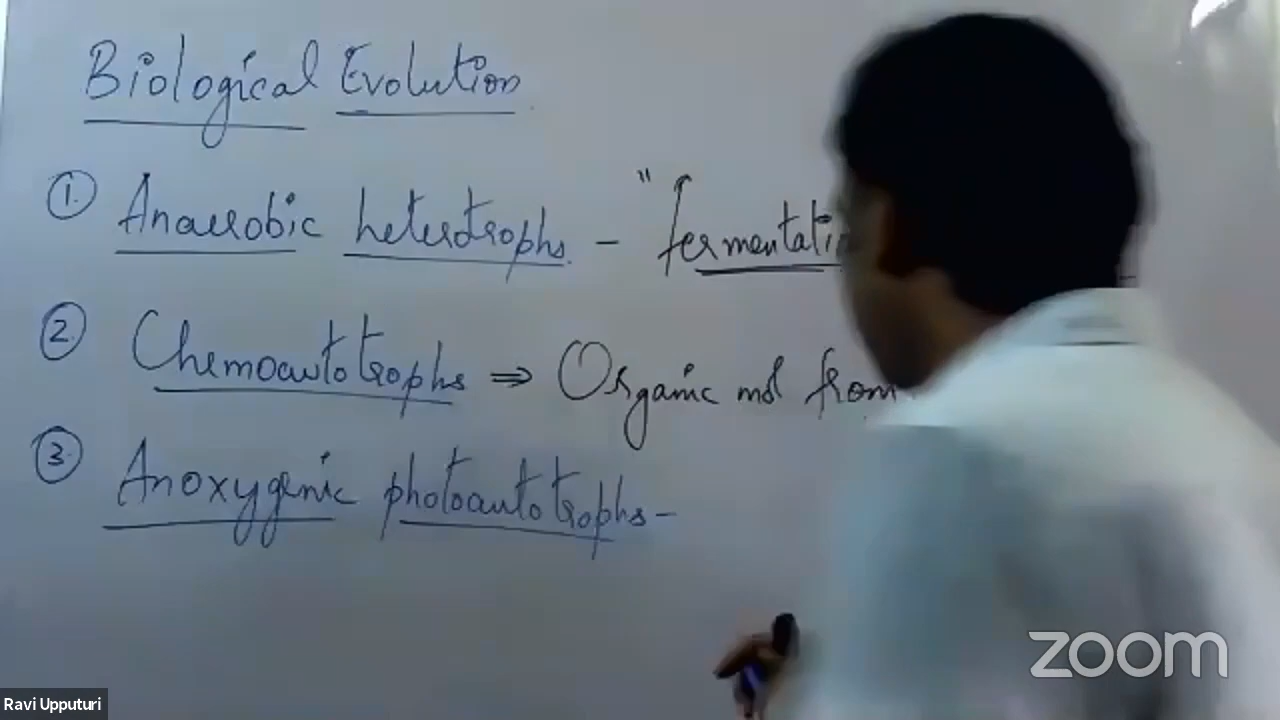 Biological Evolution
1. Anaerobic heterotrophs - "fermentati
2. Chemoautotrophs ⇒ Organic mol from
3. Anoxygenic photoautotrophs-
zoom
Ravi Upputuri